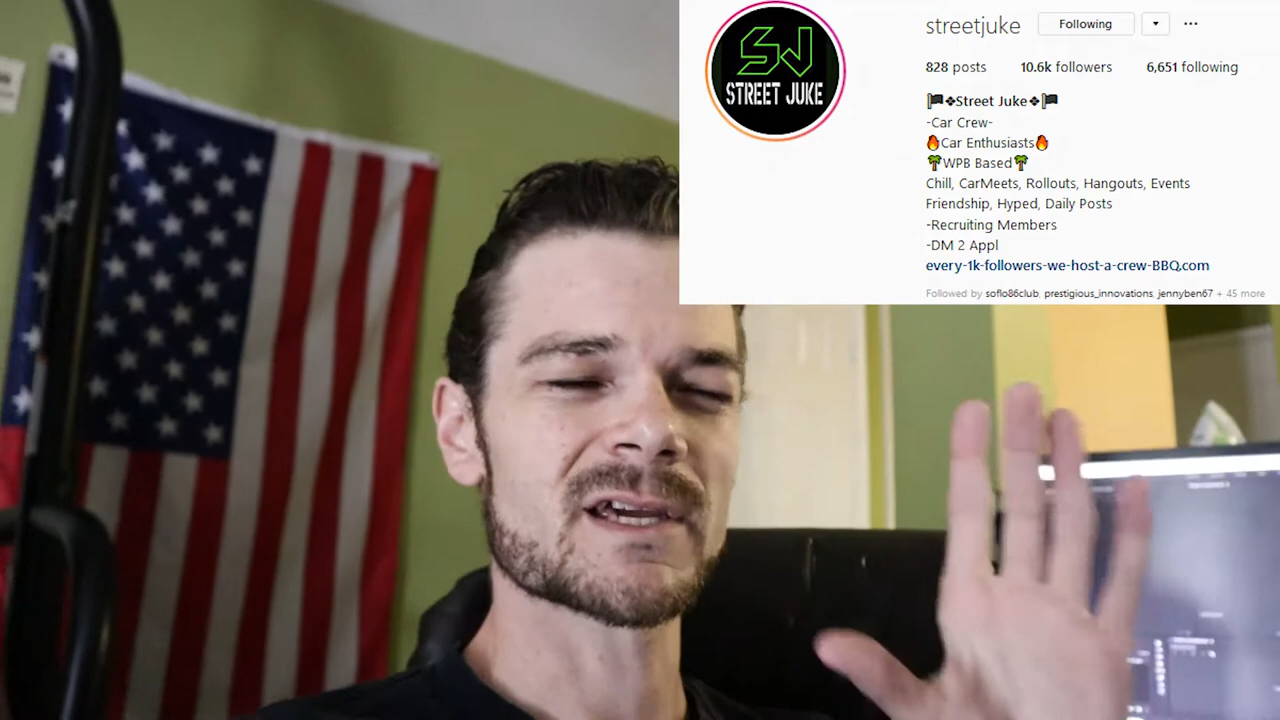 SJ
STREET JUKE
streetjuke Following
828 posts 10.6k followers 6,651 following
🏴❖Street Juke❖🏴
-Car Crew-
🔥Car Enthusiasts🔥
🌴WPB Based🌴
Chill, CarMeets, Rollouts, Hangouts, Events
Friendship, Hyped, Daily Posts
-Recruiting Members
-DM 2 Appl
every-1k-followers-we-host-a-crew-BBQ.com
Followed by soflo86club, prestigious_innovations, jennyben67 + 45 more